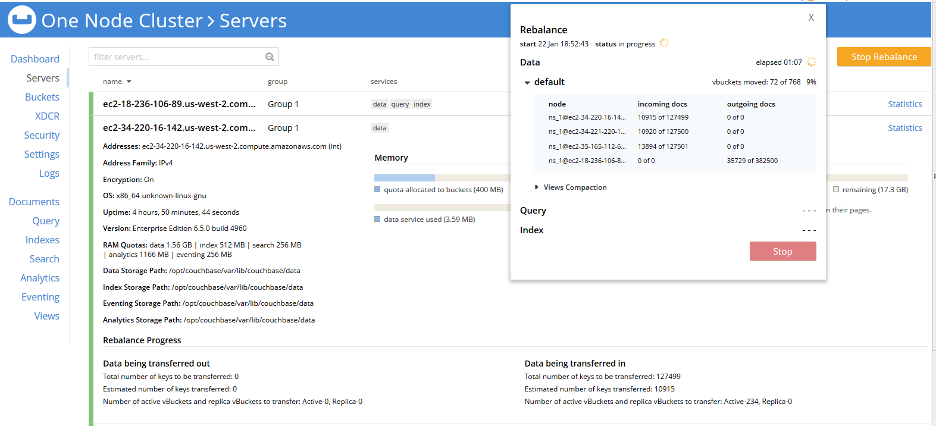 One Node Cluster > Servers
Dashboard
Servers
Buckets
XDCR
Security
Settings
Logs
Documents
Query
Indexes
Search
Analytics
Eventing
Views
filter servers...
Stop Rebalance
name
group
services
ec2-18-236-106-89.us-west-2.com...
Group 1
data query index
Statistics
ec2-34-220-16-142.us-west-2.com...
Group 1
data
Statistics
Addresses: ec2-34-220-16-142.us-west-2.compute.amazonaws.com (int)
Address Family: IPv4
Encryption: On
OS: x86_64-unknown-linux-gnu
Uptime: 4 hours, 50 minutes, 44 seconds
Version: Enterprise Edition 6.5.0 build 4960
RAM Quotas: data 1.56 GB | index 512 MB | search 256 MB
| analytics 1166 MB | eventing 256 MB
Data Storage Path: /opt/couchbase/var/lib/couchbase/data
Index Storage Path: /opt/couchbase/var/lib/couchbase/data
Eventing Storage Path: /opt/couchbase/var/lib/couchbase/data
Analytics Storage Path: /opt/couchbase/var/lib/couchbase/data
Memory
quota allocated to buckets (400 MB)
remaining (17.3 GB)
data service used (3.59 MB)
their pages.
Rebalance Progress
Data being transferred out
Total number of keys to be transferred: 0
Estimated number of keys transferred: 0
Number of active vBuckets and replica vBuckets to transfer: Active-0, Replica-0
Data being transferred in
Total number of keys to be transferred: 127499
Estimated number of keys transferred: 10915
Number of active vBuckets and replica vBuckets to transfer: Active-234, Replica-0
X
Rebalance
start 22 Jan 18:52:43 status in progress
Data
elapsed 01:07
default
vbuckets moved: 72 of 768 9%
node incoming docs outgoing docs
ns_1@ec2-34-220-16-14... 10915 of 127499 0 of 0
ns_1@ec2-34-221-220-1... 10920 of 127500 0 of 0
ns_1@ec2-35-165-112-6... 13894 of 127501 0 of 0
ns_1@ec2-18-236-106-8... 0 of 0 35729 of 382500
Views Compaction
Query ---
Index ---
Stop